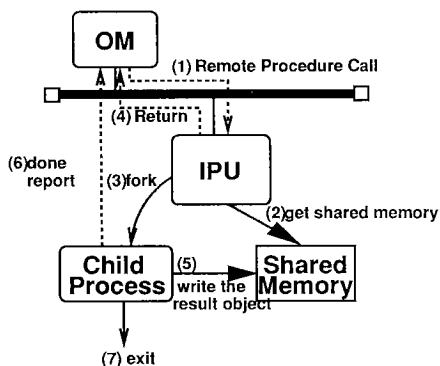 OM
(1) Remote Procedure Call
(4) Return
(6)done
report
(3)fork
IPU
(2)get shared memory
Child
Process
(5)
write the
result object
Shared
Memory
(7) exit